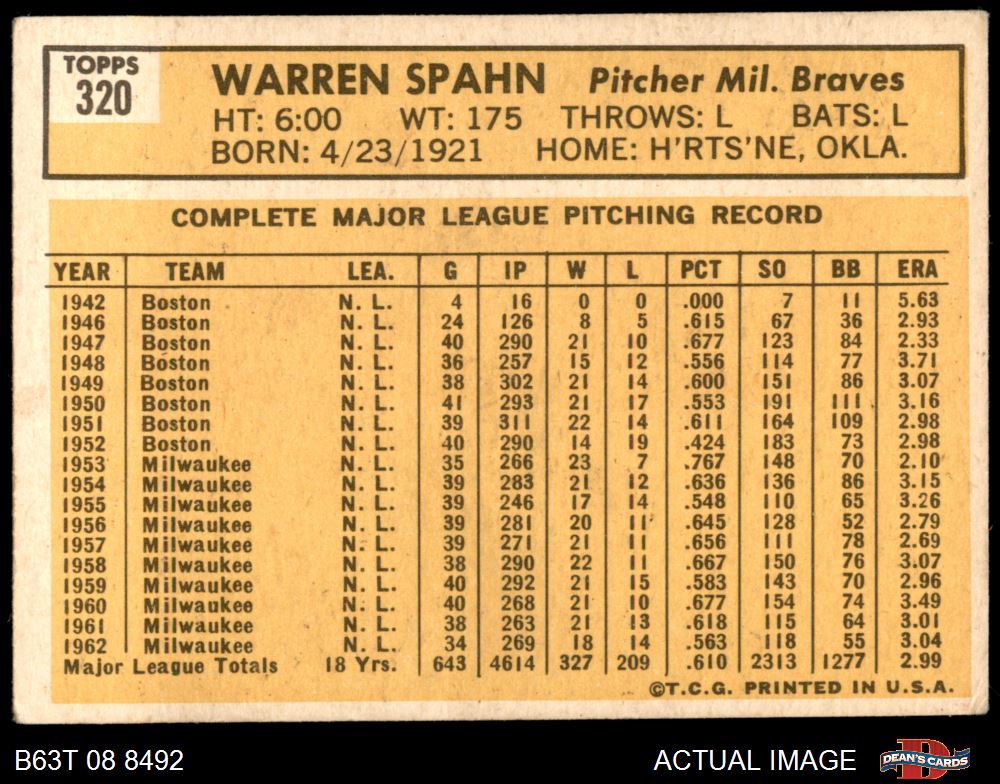 TOPPS
320
WARREN SPAHN Pitcher Mil. Braves
HT: 6:00 WT: 175 THROWS: L BATS: L
BORN: 4/23/1921 HOME: H'RTS'NE, OKLA.
COMPLETE MAJOR LEAGUE PITCHING RECORD
YEAR TEAM LEA. G IP W L PCT SO BB ERA
1942 Boston N. L. 4 16 0 0 .000 7 11 5.63
1946 Boston N. L. 24 126 8 5 .615 67 36 2.93
1947 Boston N. L. 40 290 21 10 .677 123 84 2.33
1948 Boston N. L. 36 257 15 12 .556 114 77 3.71
1949 Boston N. L. 38 302 21 14 .600 151 86 3.07
1950 Boston N. L. 41 293 21 17 .553 191 111 3.16
1951 Boston N. L. 39 311 22 14 .611 164 109 2.98
1952 Boston N. L. 40 290 14 19 .424 183 73 2.98
1953 Milwaukee N. L. 35 266 23 7 .767 148 70 2.10
1954 Milwaukee N. L. 39 283 21 12 .636 136 86 3.15
1955 Milwaukee N. L. 39 246 17 14 .548 110 65 3.26
1956 Milwaukee N. L. 39 281 20 11 .645 128 52 2.79
1957 Milwaukee N. L. 39 271 21 11 .656 111 78 2.69
1958 Milwaukee N. L. 38 290 22 11 .667 150 76 3.07
1959 Milwaukee N. L. 40 292 21 15 .583 143 70 2.96
1960 Milwaukee N. L. 40 268 21 10 .677 154 74 3.49
1961 Milwaukee N. L. 38 263 21 13 .618 115 64 3.01
1962 Milwaukee N. L. 34 269 18 14 .563 118 55 3.04
Major League Totals 18 Yrs. 643 4614 327 209 .610 2313 1277 2.99
©T.C.G. PRINTED IN U.S.A.
B63T 08 8492 ACTUAL IMAGE DEAN'S CARDS